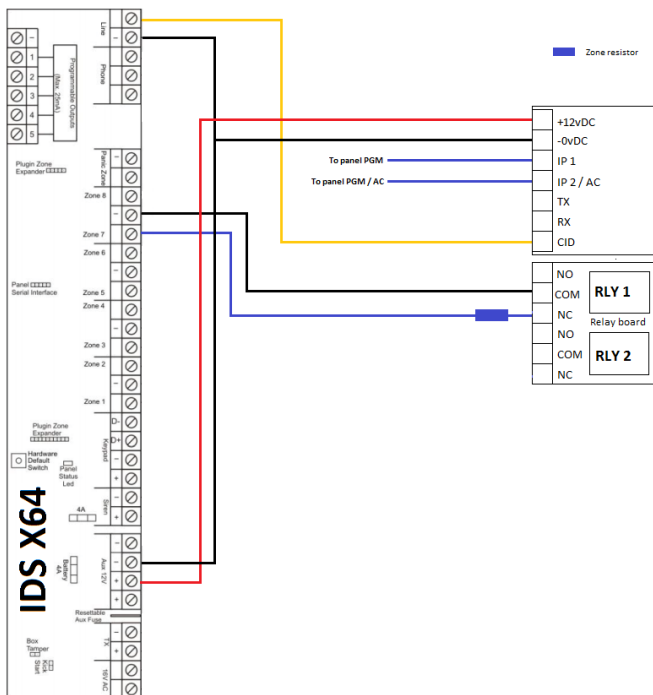 Line
−
Phone
−
1
2
3
4
5
Programmable Outputs
(Max. 25mA)
Plugin Zone
Expander
Panic Zone
−
Zone 8
−
Zone 7
Zone 6
−
Panel
Serial Interface
Zone 5
Zone 4
−
Zone 3
Zone 2
−
Zone 1
Plugin Zone
Expander
Hardware
Default
Switch
Panel
Status
Led
D-
D+
−
+
Keypad
−
+
Siren
4A
IDS X64
Battery
4A
−
−
+
+
Aux 12V
Resettable
Aux Fuse
−
+
TX
Box
Tamper
Kick
Start
16V AC
Zone resistor
+12vDC
-0vDC
To panel PGM
IP 1
To panel PGM / AC
IP 2 / AC
TX
RX
CID
NO
COM
NC
RLY 1
Relay board
NO
COM
NC
RLY 2